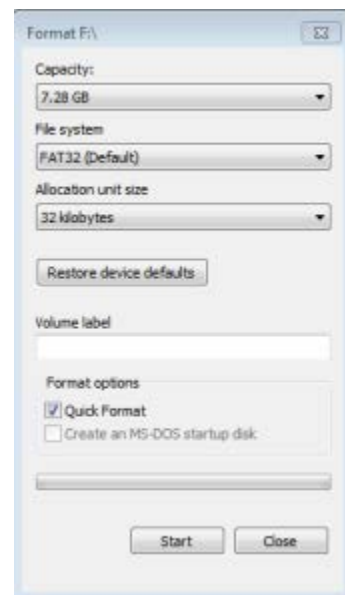 Format F:\
Capacity:
7.28 GB
File system
FAT32 (Default)
Allocation unit size
32 kilobytes
Restore device defaults
Volume label
Format options
Quick Format
Create an MS-DOS startup disk
Start Close